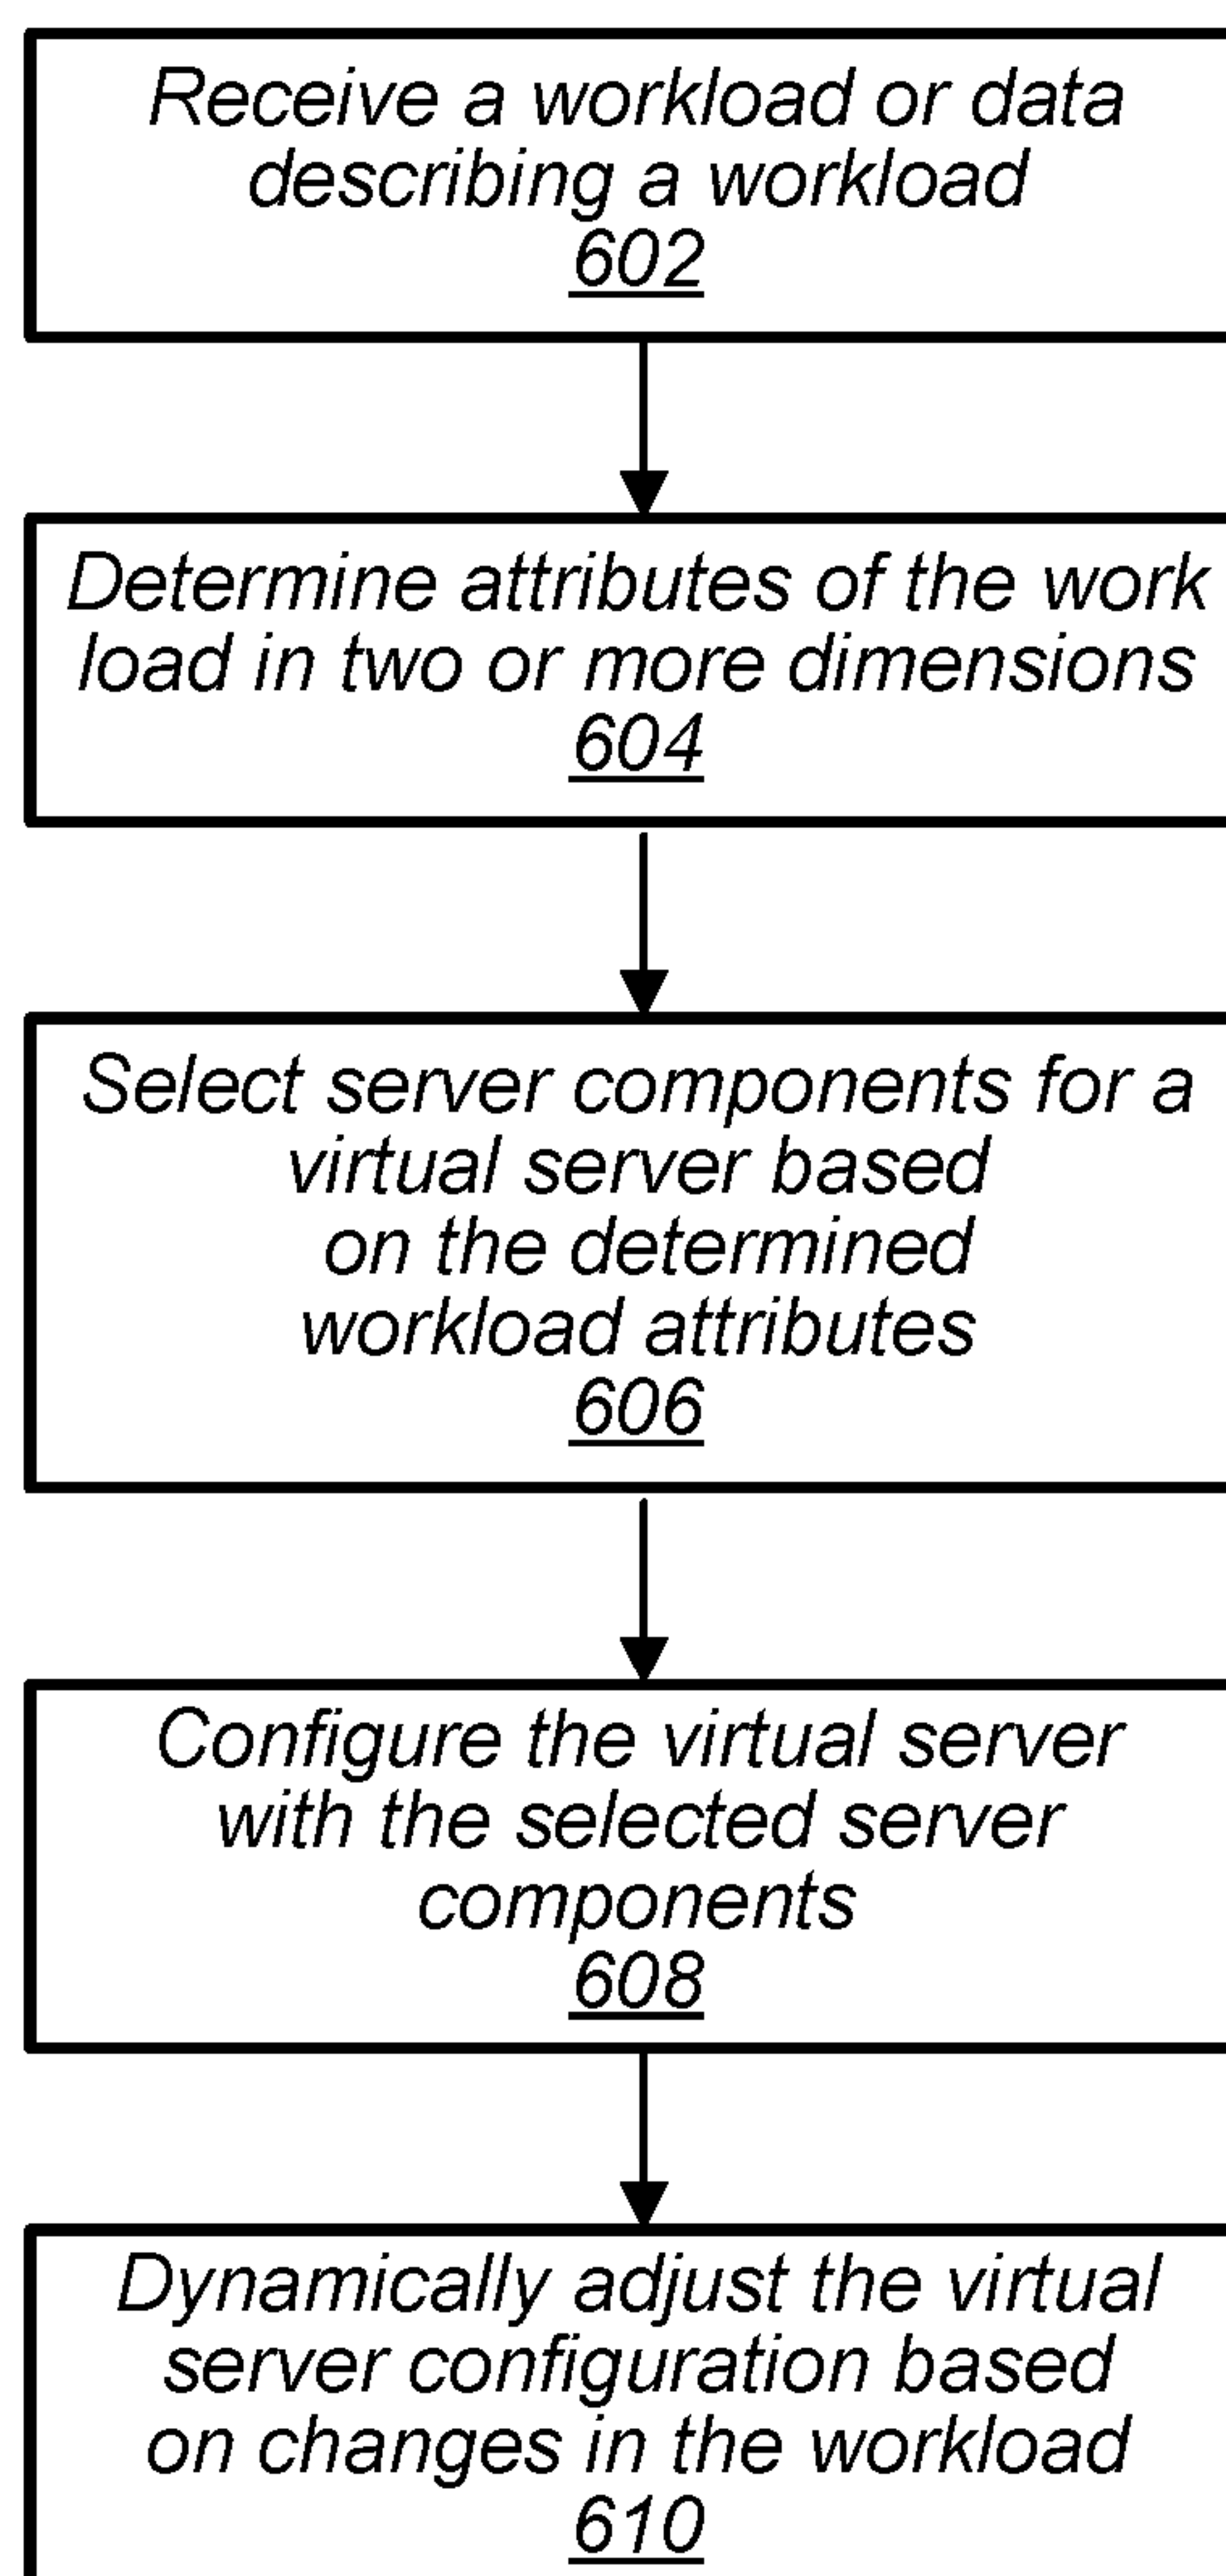 Receive a workload or data
describing a workload
602
Determine attributes of the work
load in two or more dimensions
604
Select server components for a
virtual server based
on the determined
workload attributes
606
Configure the virtual server
with the selected server
components
608
Dynamically adjust the virtual
server configuration based
on changes in the workload
610